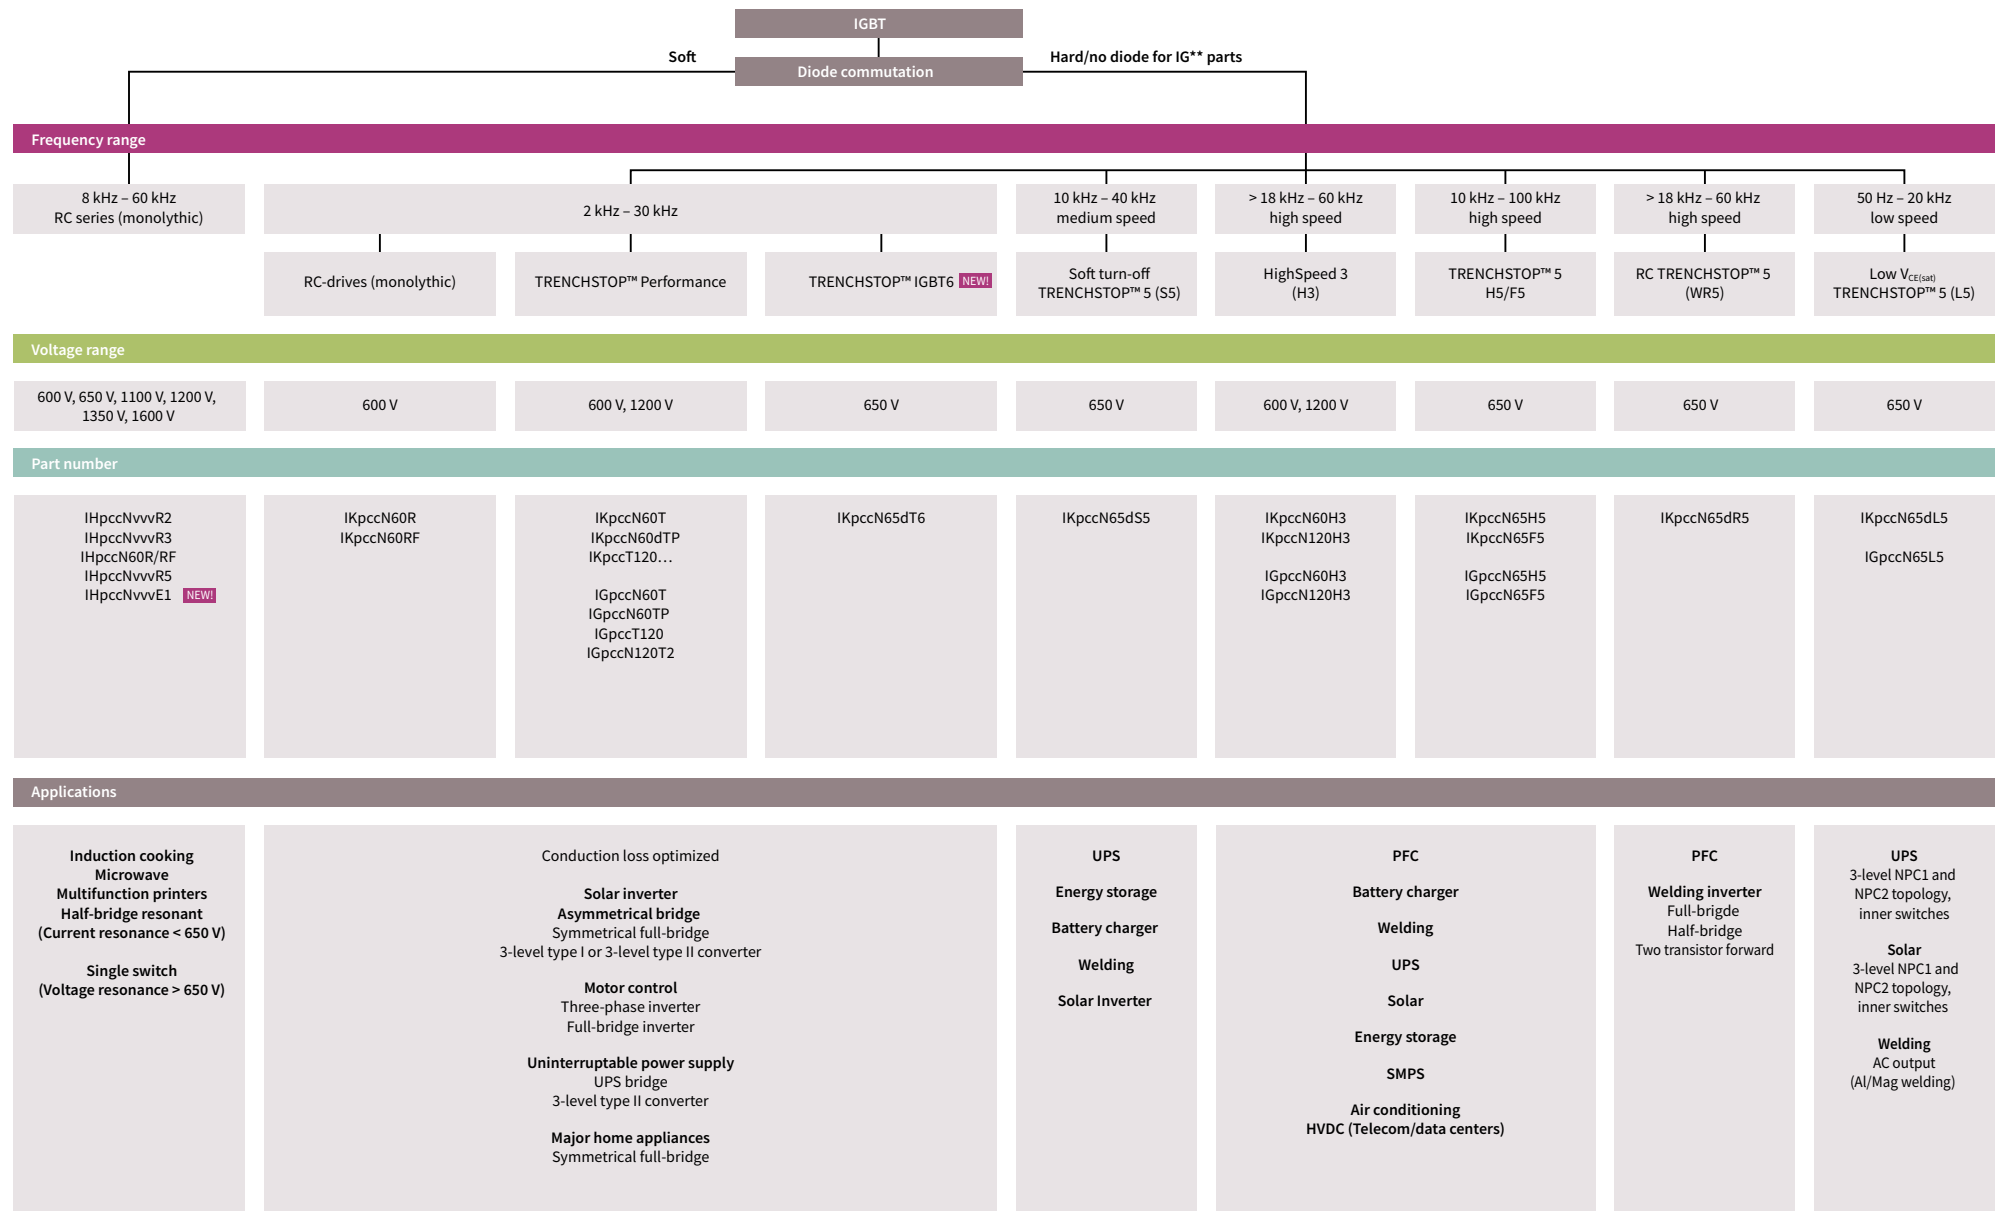 IGBT
Soft
Hard/no diode for IG** parts
Diode commutation
Frequency range
8 kHz – 60 kHz
RC series (monolythic)
2 kHz – 30 kHz
10 kHz – 40 kHz
medium speed
> 18 kHz – 60 kHz
high speed
10 kHz – 100 kHz
high speed
> 18 kHz – 60 kHz
high speed
50 Hz – 20 kHz
low speed
RC-drives (monolythic)
TRENCHSTOP™ Performance
TRENCHSTOP™ IGBT6 NEW!
Soft turn-off
TRENCHSTOP™ 5 (S5)
HighSpeed 3
(H3)
TRENCHSTOP™ 5
H5/F5
RC TRENCHSTOP™ 5
(WR5)
Low VCE(sat)
TRENCHSTOP™ 5 (L5)
Voltage range
600 V, 650 V, 1100 V, 1200 V,
1350 V, 1600 V
600 V
600 V, 1200 V
650 V
650 V
600 V, 1200 V
650 V
650 V
650 V
Part number
IHpccNvvvR2
IHpccNvvvR3
IHpccN60R/RF
IHpccNvvvR5
IHpccNvvvE1 NEW!
IKpccN60R
IKpccN60RF
IKpccN60T
IKpccN60dTP
IKpccT120…
IGpccN60T
IGpccN60TP
IGpccT120
IGpccN120T2
IKpccN65dT6
IKpccN65dS5
IKpccN60H3
IKpccN120H3
IGpccN60H3
IGpccN120H3
IKpccN65H5
IKpccN65F5
IGpccN65H5
IGpccN65F5
IKpccN65dR5
IKpccN65dL5
IGpccN65L5
Applications
Induction cooking
Microwave
Multifunction printers
Half-bridge resonant
(Current resonance < 650 V)
Single switch
(Voltage resonance > 650 V)
Conduction loss optimized
Solar inverter
Asymmetrical bridge
Symmetrical full-bridge
3-level type I or 3-level type II converter
Motor control
Three-phase inverter
Full-bridge inverter
Uninterruptable power supply
UPS bridge
3-level type II converter
Major home appliances
Symmetrical full-bridge
UPS
Energy storage
Battery charger
Welding
Solar Inverter
PFC
Battery charger
Welding
UPS
Solar
Energy storage
SMPS
Air conditioning
HVDC (Telecom/data centers)
PFC
Welding inverter
Full-brigde
Half-bridge
Two transistor forward
UPS
3-level NPC1 and
NPC2 topology,
inner switches
Solar
3-level NPC1 and
NPC2 topology,
inner switches
Welding
AC output
(Al/Mag welding)